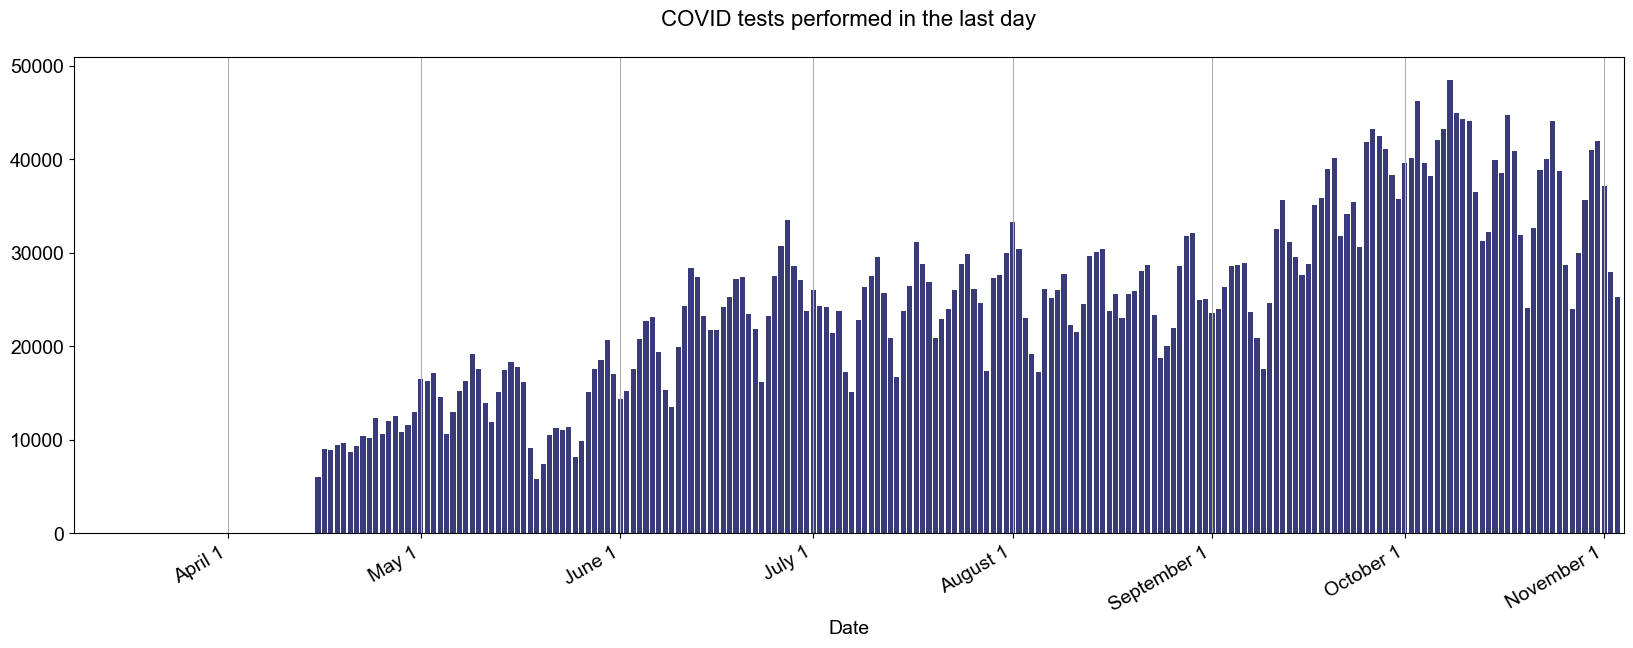 COVID tests performed in the last day
50000
40000
30000
20000
10000
0
April 1
May 1
June 1
July 1
August 1
September 1
October 1
November 1
Date